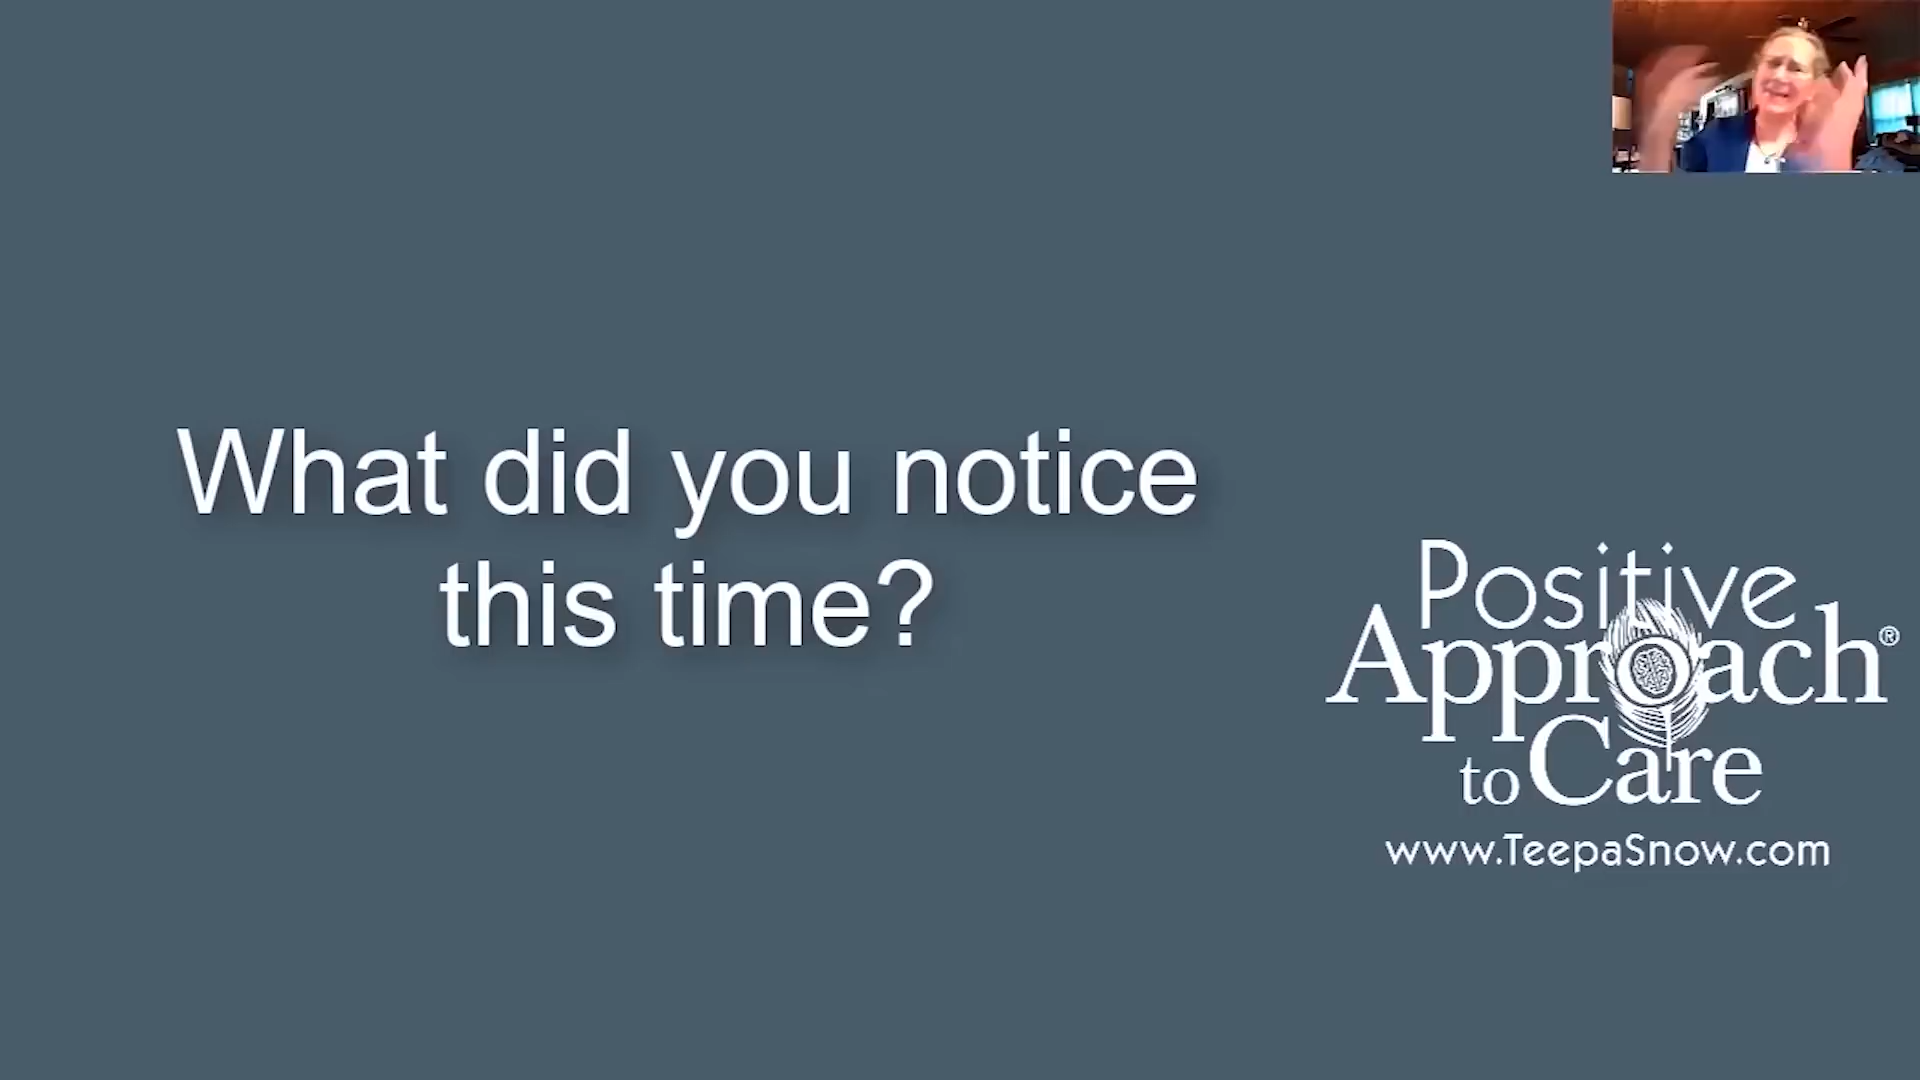 What did you notice
this time?
Positive
Approach®
to Care
www.TeepaSnow.com